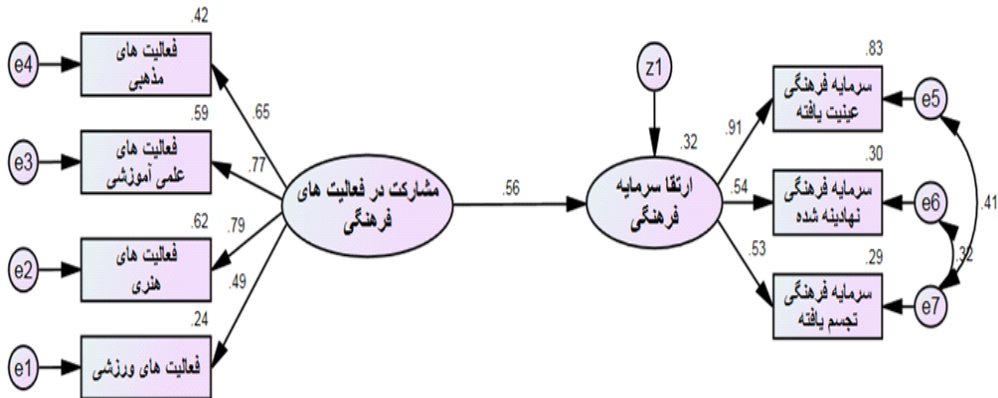 .42
e4
فعالیت های
مذهبی
.65
.59
e3
فعالیت های
علمی آموزشی
.77
.62
e2
فعالیت های
هنری
.79
.24
e1
فعالیت های ورزشی
.49
مشارکت در فعالیت های
فرهنگی
.56
z1
.32
ارتقا سرمایه
فرهنگی
.83
.91
سرمایه فرهنگی
عینیت یافته
e5
.30
.54
سرمایه فرهنگی
نهادینه شده
e6
.41
.32
.29
.53
سرمایه فرهنگی
تجسم یافته
e7